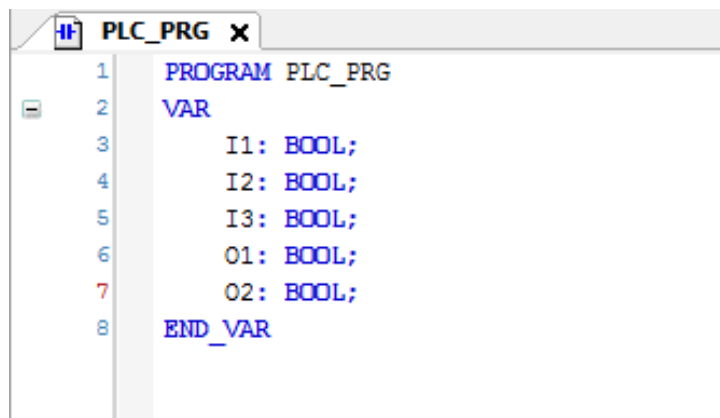 PLC_PRG
1 PROGRAM PLC_PRG
2 VAR
3 I1: BOOL;
4 I2: BOOL;
5 I3: BOOL;
6 O1: BOOL;
7 O2: BOOL;
8 END_VAR